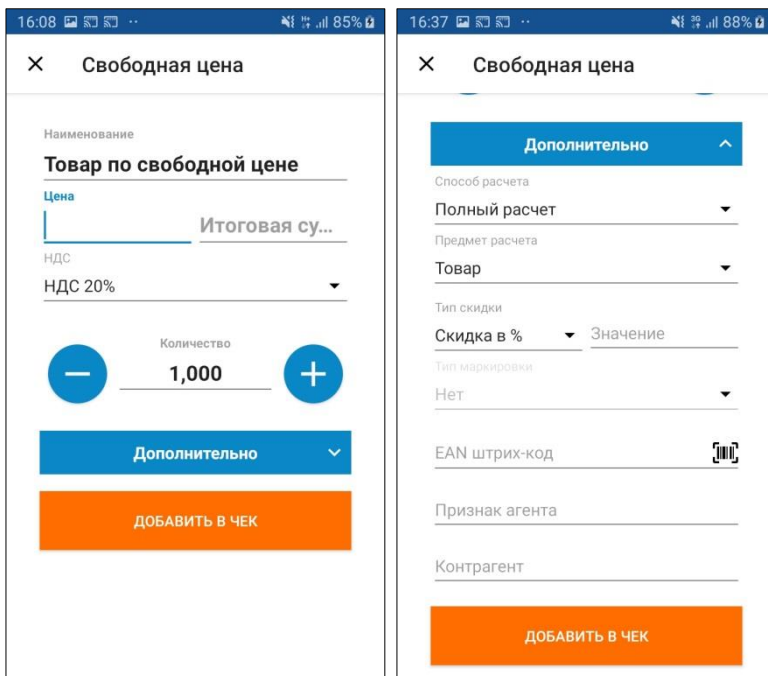 16:08
85%
Свободная цена
Наименование
Товар по свободной цене
Цена
Итоговая су...
НДС
НДС 20%
Количество
1,000
Дополнительно
ДОБАВИТЬ В ЧЕК
16:37
88%
Свободная цена
Дополнительно
Способ расчета
Полный расчет
Предмет расчета
Товар
Тип скидки
Скидка в % Значение
Тип маркировки
Нет
EAN штрих-код
Признак агента
Контрагент
ДОБАВИТЬ В ЧЕК